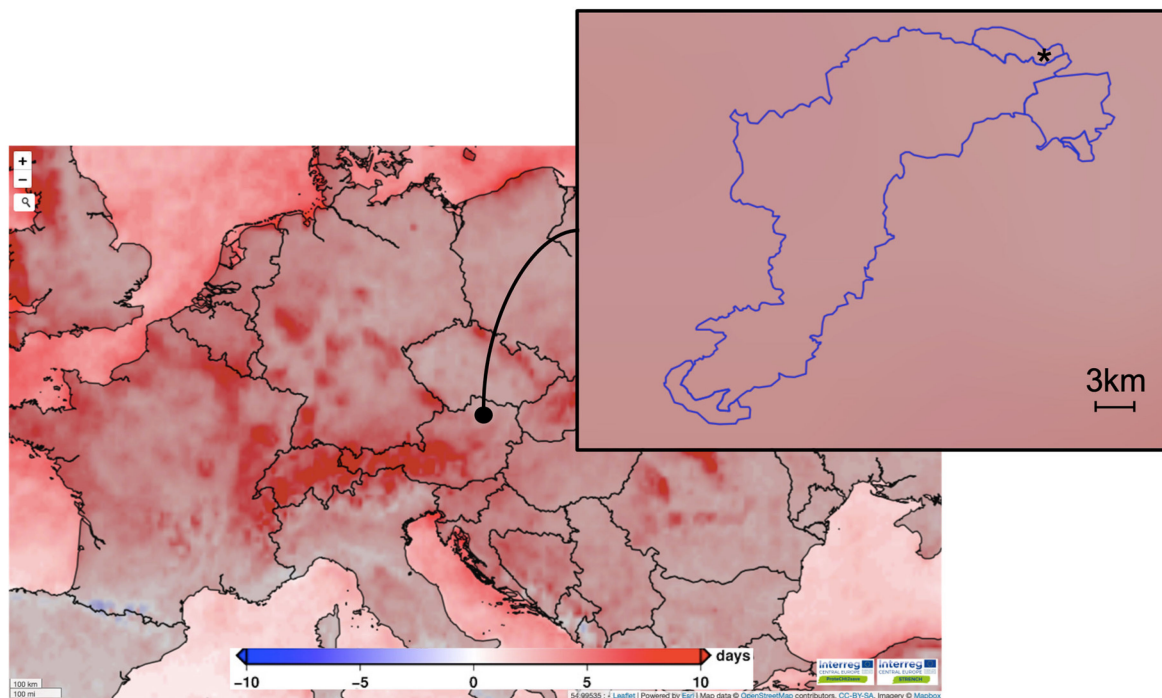 *
3km
+
−
days
−10
−5
0
5
10
interreg
CENTRAL EUROPE
ProteCHt2save
interreg
CENTRAL EUROPE
STRENCH
100 km
100 mi
Leaflet | Powered by Esri | Map data © OpenStreetMap contributors, CC-BY-SA, Imagery © Mapbox